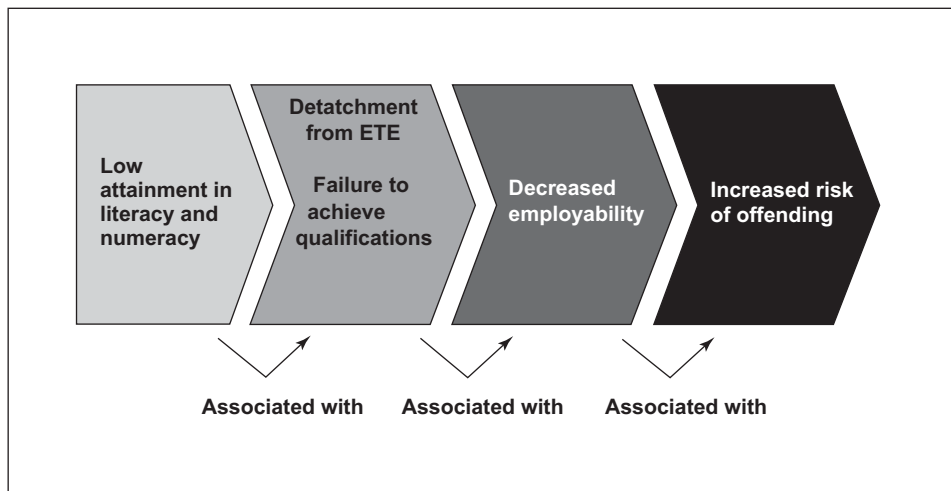 Low
attainment in
literacy and
numeracy
Detatchment
from ETE
Failure to
achieve
qualifications
Decreased
employability
Increased risk
of offending
Associated with
Associated with
Associated with